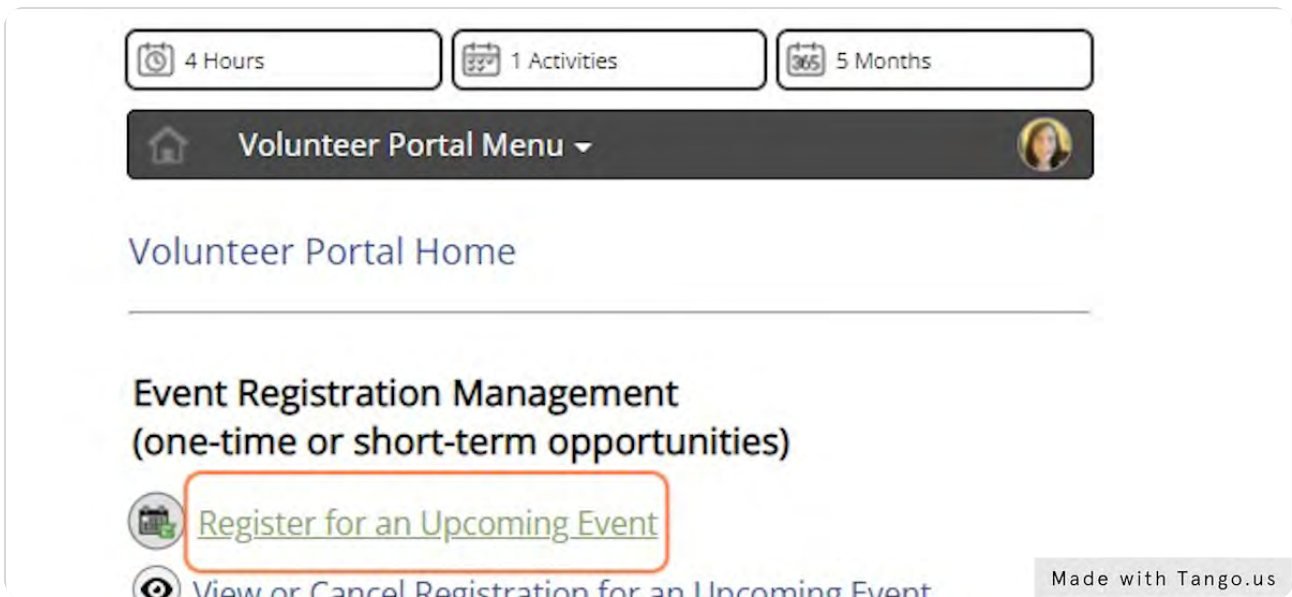 4 Hours
1 Activities
365
5 Months
Volunteer Portal Menu
Volunteer Portal Home
Event Registration Management
(one-time or short-term opportunities)
Register for an Upcoming Event
View or Cancel Registration for an Upcoming Event
Made with Tango.us